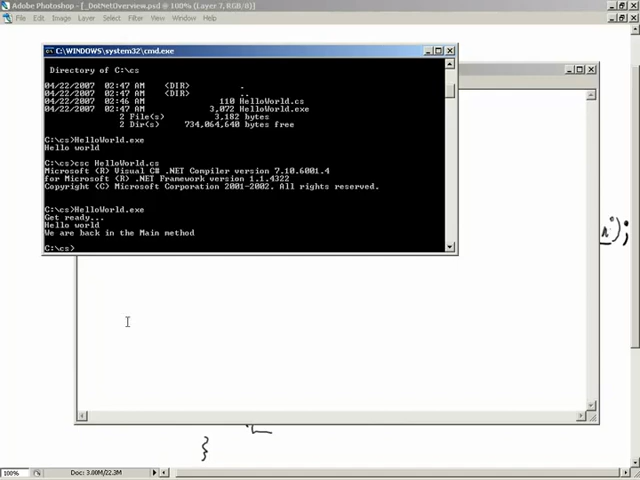 Adobe Photoshop - [_DotNetOverview.psd @ 100% (Layer 7, RGB/8)]
File Edit Image Layer Select Filter View Window Help
C:\WINDOWS\system32\cmd.exe
Directory of C:\cs
04/22/2007 02:47 AM <DIR> .
04/22/2007 02:47 AM <DIR> ..
04/22/2007 02:46 AM 110 HelloWorld.cs
04/22/2007 02:47 AM 3,072 HelloWorld.exe
2 File(s) 3,182 bytes
2 Dir(s) 734,064,640 bytes free
C:\cs>HelloWorld.exe
Hello world
C:\cs>csc HelloWorld.cs
Microsoft (R) Visual C# .NET Compiler version 7.10.6001.4
for Microsoft (R) .NET Framework version 1.1.4322
Copyright (C) Microsoft Corporation 2001-2002. All rights reserved.
C:\cs>HelloWorld.exe
Get ready...
Hello world
We are back in the Main method
C:\cs>
);
}
100% Doc: 3.00M/22.3M